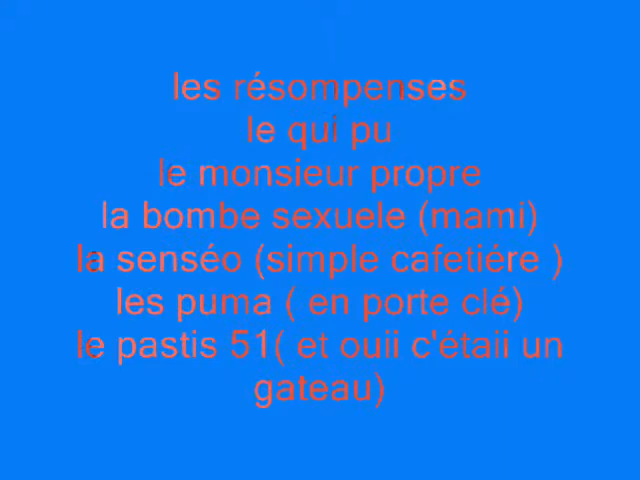 les résompenses
le qui pu
le monsieur propre
la bombe sexuele (mami)
la senséo (simple cafetiére )
les puma ( en porte clé)
le pastis 51( et ouii c'étaii un
gateau)